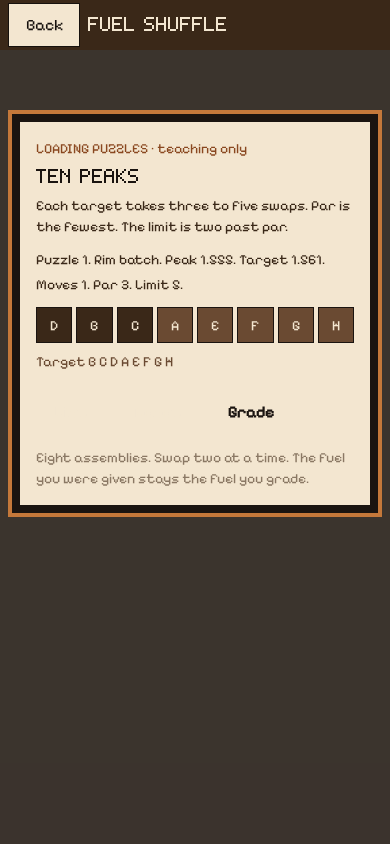 Back
FUEL SHUFFLE
LOADING PUZZLES · teaching only
TEN PEAKS
Each target takes three to five swaps. Par is
the fewest. The limit is two past par.
Puzzle 1. Rim batch. Peak 1.555. Target 1.561.
Moves 1. Par 3. Limit 5.
D B C A E F G H
Target B C D A E F G H
Grade
Eight assemblies. Swap two at a time. The fuel
you were given stays the fuel you grade.